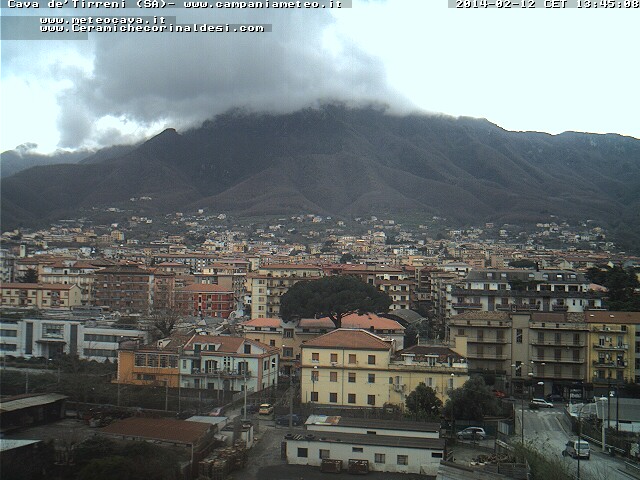 Cava de'Tirreni (SA)- www.campaniameteo.it
2014-02-12 CET 13:45:08
www.meteocava.it
www.Ceramichecorinaldesi.com